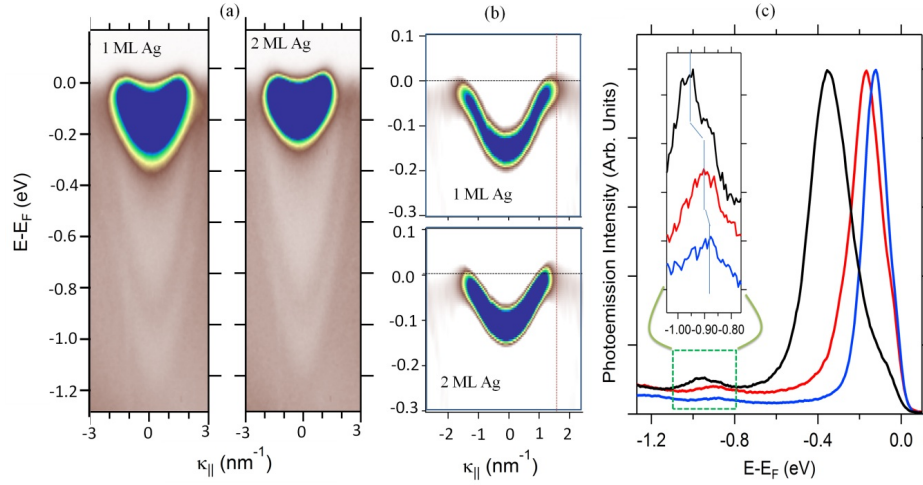 (a)
1 ML Ag
2 ML Ag
E-E_F (eV)
0.0
-0.2
-0.4
-0.6
-0.8
-1.0
-1.2
-3 0 3
-3 0 3
κ|| (nm⁻¹)
(b)
0.1
0.0
-0.1
-0.2
-0.3
1 ML Ag
0.1
0.0
-0.1
-0.2
-0.3
2 ML Ag
-2 -1 0 1 2
κ|| (nm⁻¹)
(c)
Photoemission Intensity (Arb. Units)
-1.00 -0.90 -0.80
-1.2 -0.8 -0.4 0.0
E-E_F (eV)